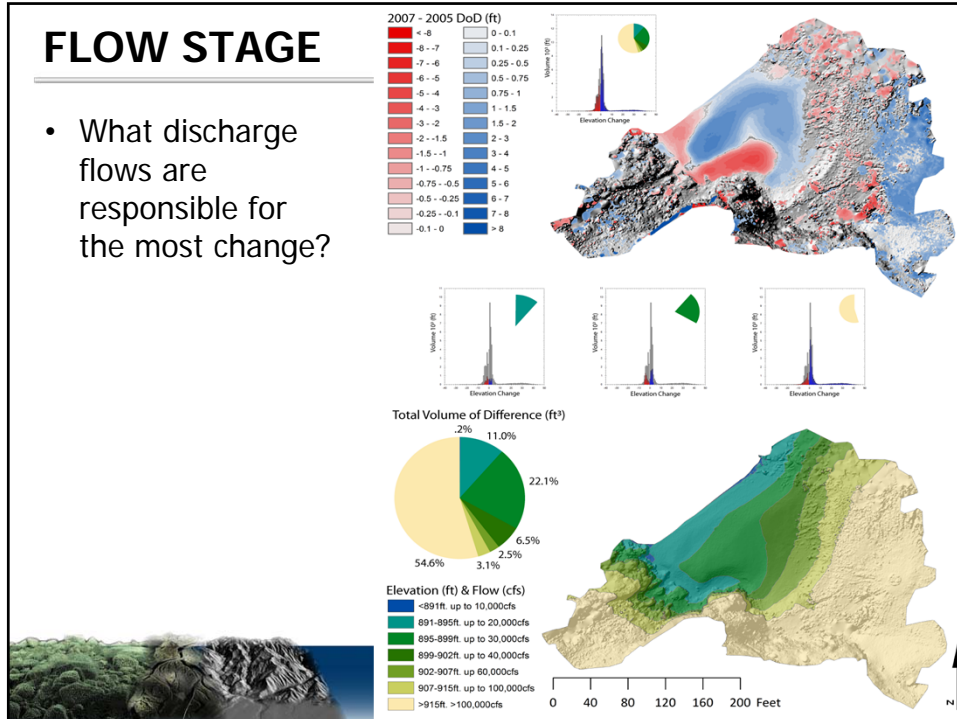 FLOW STAGE
• What discharge
flows are
responsible for
the most change?
2007 - 2005 DoD (ft)
< -8
-8 - -7
-7 - -6
-6 - -5
-5 - -4
-4 - -3
-3 - -2
-2 - -1.5
-1.5 - -1
-1 - -0.75
-0.75 - -0.5
-0.5 - -0.25
-0.25 - -0.1
-0.1 - 0
0 - 0.1
0.1 - 0.25
0.25 - 0.5
0.5 - 0.75
0.75 - 1
1 - 1.5
1.5 - 2
2 - 3
3 - 4
4 - 5
5 - 6
6 - 7
7 - 8
> 8
Elevation Change
Elevation Change
Elevation Change
Elevation Change
Total Volume of Difference (ft³)
.2%
11.0%
22.1%
6.5%
2.5%
3.1%
54.6%
Elevation (ft) & Flow (cfs)
<891ft. up to 10,000cfs
891-895ft. up to 20,000cfs
895-899ft. up to 30,000cfs
899-902ft. up to 40,000cfs
902-907ft. up 60,000cfs
907-915ft. up to 100,000cfs
>915ft. >100,000cfs
0 40 80 120 160 200 Feet
N